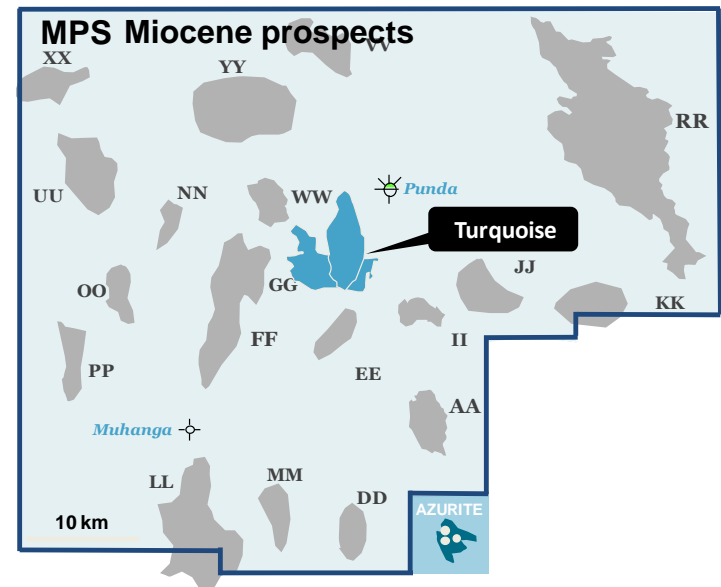 MPS Miocene prospects
XX
YY
VV
RR
UU
NN
WW
Punda
Turquoise
OO
GG
JJ
KK
FF
II
PP
EE
AA
Muhanga
LL
MM
DD
10 km
AZURITE